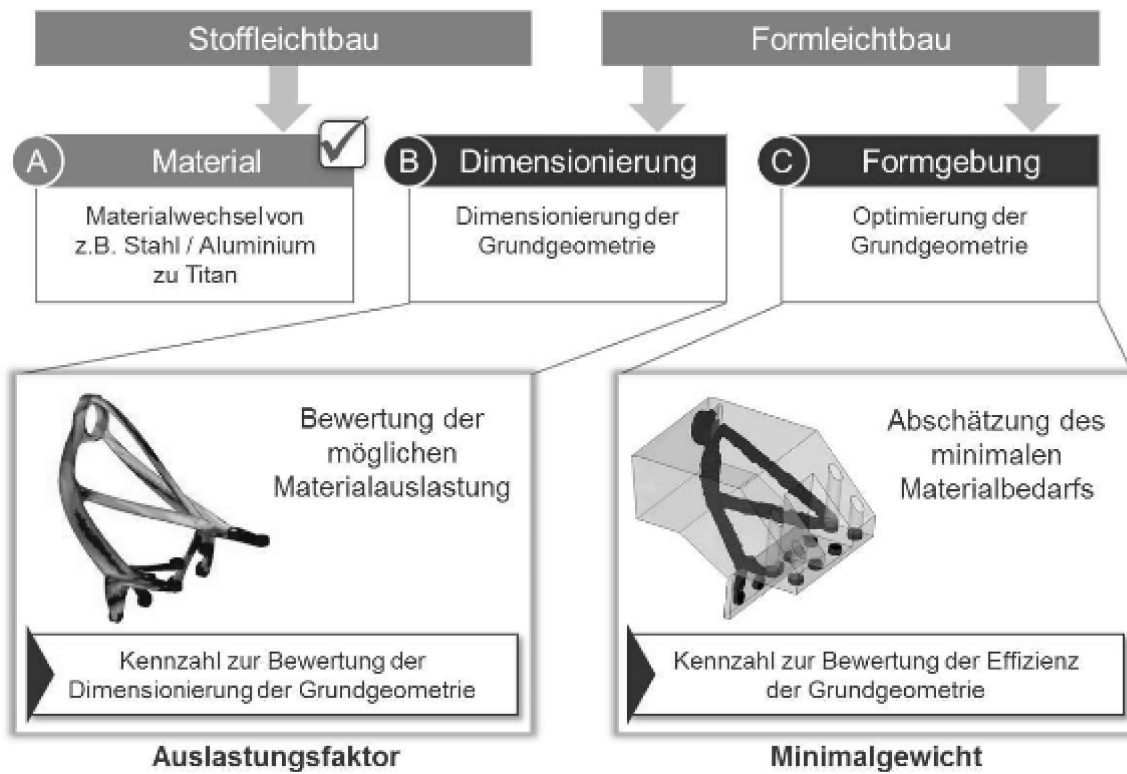 Stoffleichtbau
Formleichtbau
A Material
B Dimensionierung
C Formgebung
Materialwechsel von
z.B. Stahl / Aluminium
zu Titan
Dimensionierung der
Grundgeometrie
Optimierung der
Grundgeometrie
Bewertung der
möglichen
Materialauslastung
Kennzahl zur Bewertung der
Dimensionierung der Grundgeometrie
Auslastungsfaktor
Abschätzung des
minimalen
Materialbedarfs
Kennzahl zur Bewertung der Effizienz
der Grundgeometrie
Minimalgewicht